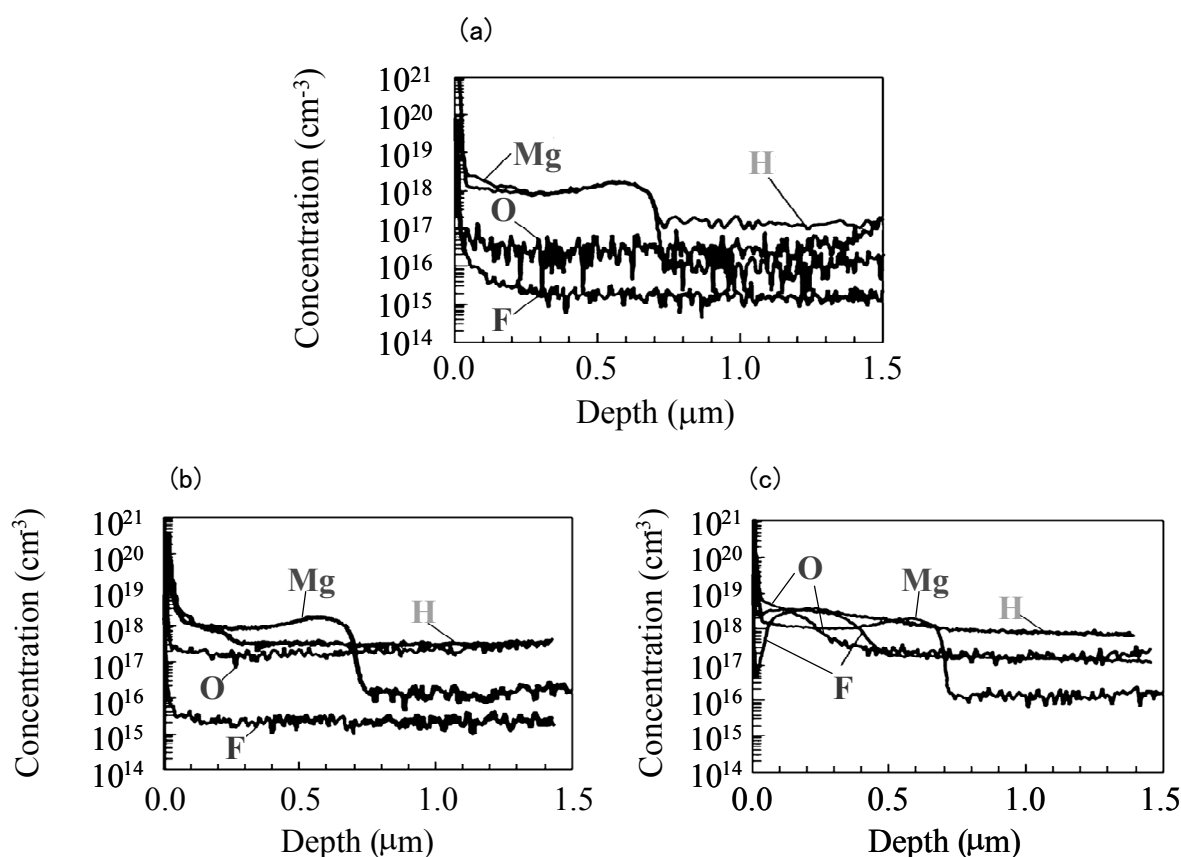 (a)
Concentration (cm-3)
10²¹
10²⁰
10¹⁹
10¹⁸
10¹⁷
10¹⁶
10¹⁵
10¹⁴
Mg
H
O
F
0.0 0.5 1.0 1.5
Depth (μm)
(b)
Concentration (cm-3)
10²¹
10²⁰
10¹⁹
10¹⁸
10¹⁷
10¹⁶
10¹⁵
10¹⁴
Mg
H
O
F
0.0 0.5 1.0 1.5
Depth (μm)
(c)
Concentration (cm³)
10²¹
10²⁰
10¹⁹
10¹⁸
10¹⁷
10¹⁶
10¹⁵
10¹⁴
O
Mg
H
F
0.0 0.5 1.0 1.5
Depth (μm)